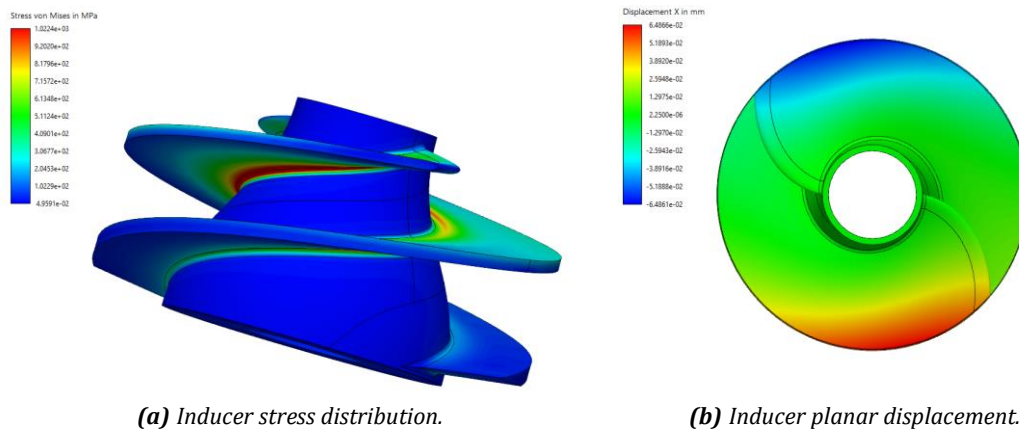 Stress von Mises in MPa
1.0224e+03
9.2020e+02
8.1796e+02
7.1572e+02
6.1348e+02
5.1124e+02
4.0901e+02
3.0677e+02
2.0453e+02
1.0229e+02
4.9591e-02
Displacement X in mm
6.4866e-02
5.1893e-02
3.8920e-02
2.5948e-02
1.2975e-02
2.2500e-06
-1.2970e-02
-2.5943e-02
-3.8916e-02
-5.1888e-02
-6.4861e-02
(a) Inducer stress distribution.
(b) Inducer planar displacement.